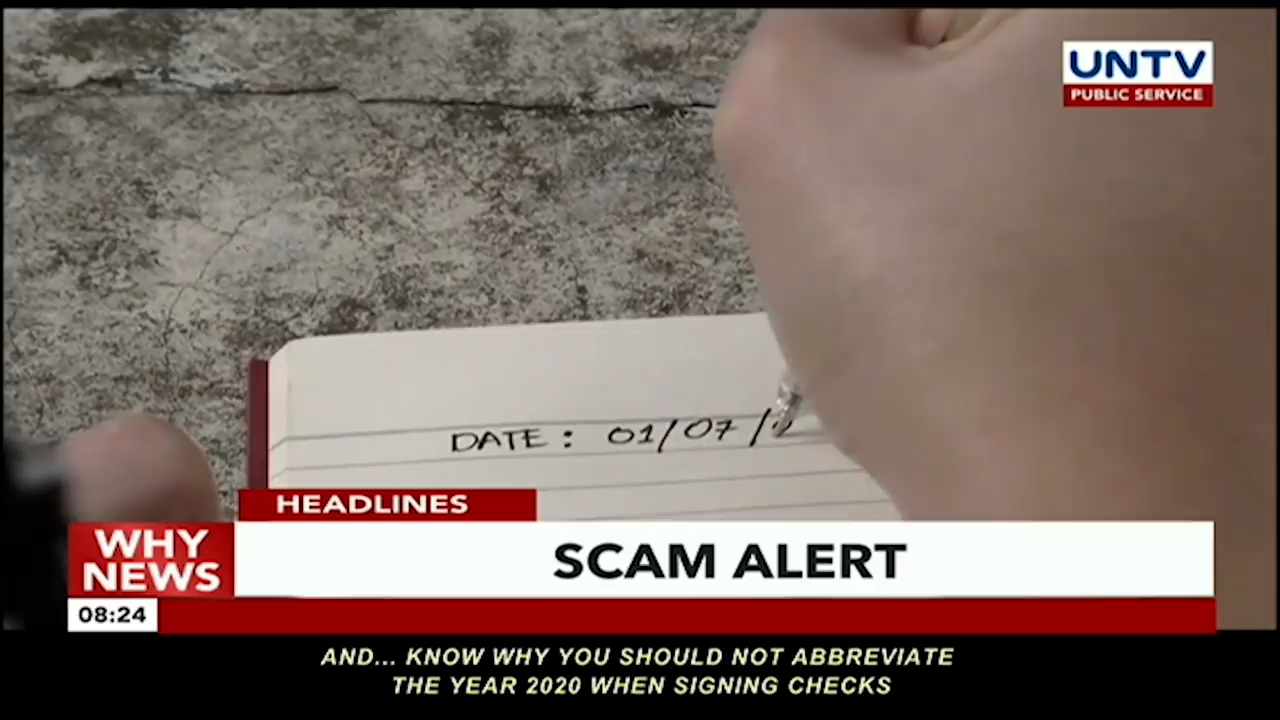 UNTV
PUBLIC SERVICE
DATE : 01/07/
HEADLINES
WHY
NEWS
SCAM ALERT
08:24
AND... KNOW WHY YOU SHOULD NOT ABBREVIATE
THE YEAR 2020 WHEN SIGNING CHECKS